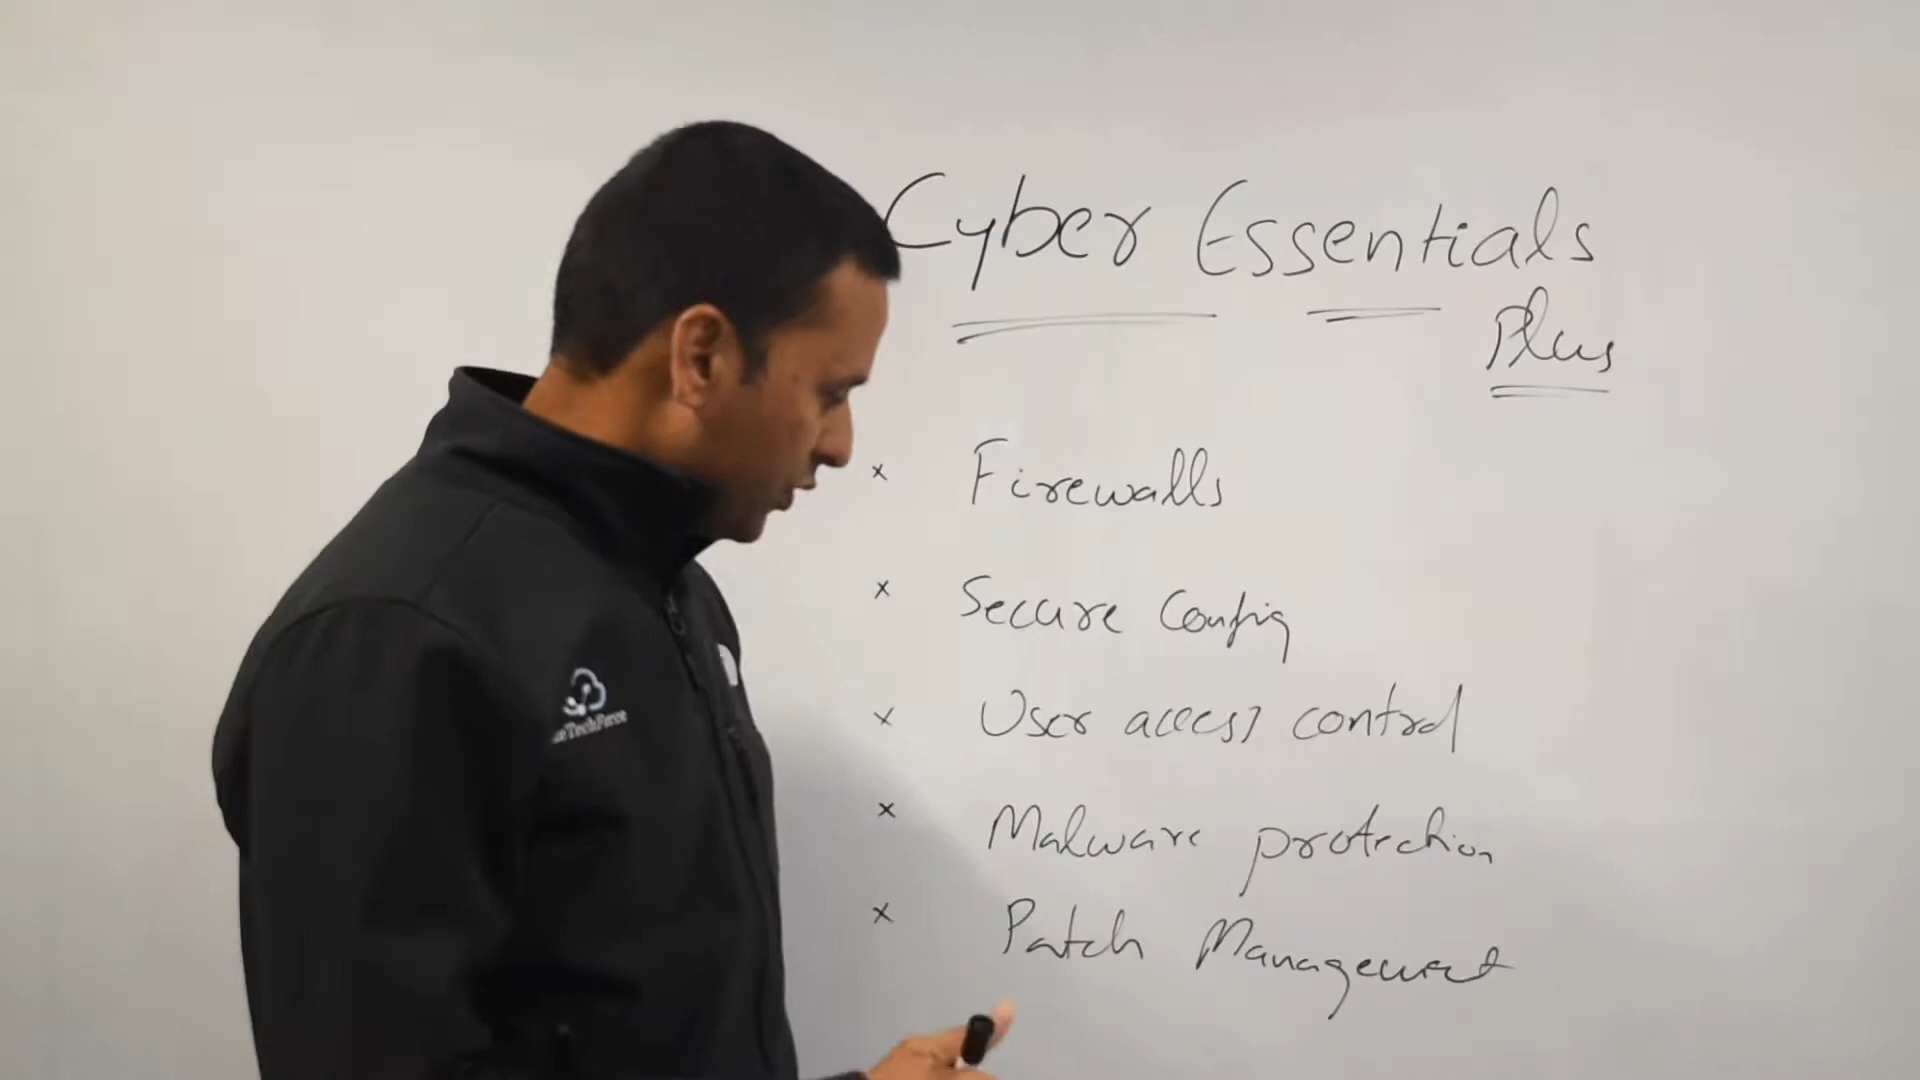 Cyber Essentials
Plus
× Firewalls
× Secure Config
× User access control
× Malware protection
× Patch Management